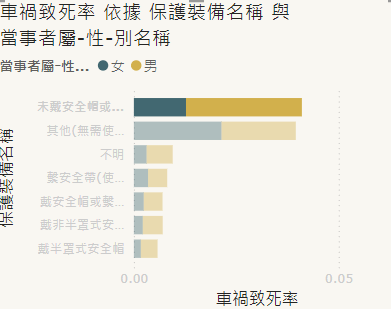 車禍致死率 依據 保護裝備名稱 與
當事者屬-性-別名稱
當事者屬-性... 女 男
保護裝備名稱
未戴安全帽或...
其他(無需使...
不明
繫安全帶(使...
戴安全帽或繫...
戴非半罩式安...
戴半罩式安全帽
0.00 0.05
車禍致死率